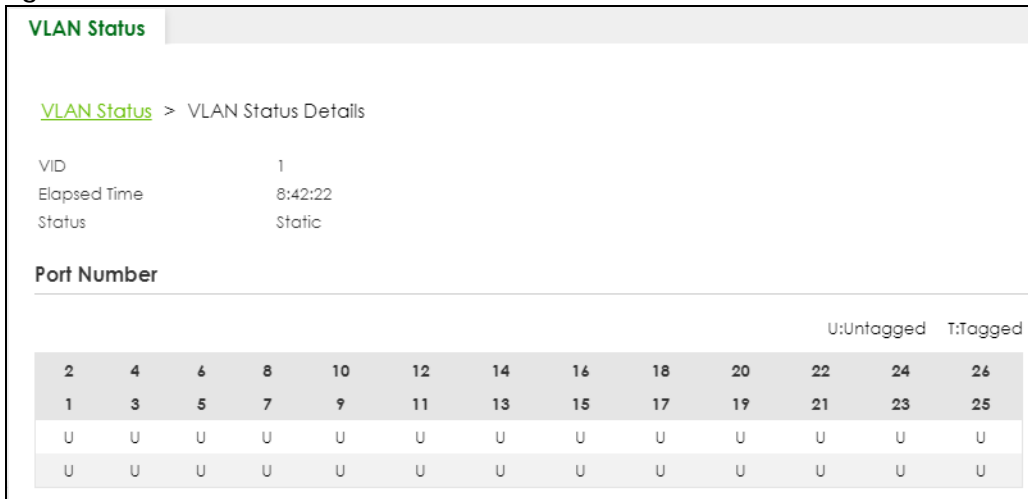 VLAN Status
VLAN Status > VLAN Status Details
VID 1
Elapsed Time 8:42:22
Status Static
Port Number
U:Untagged T:Tagged
2 4 6 8 10 12 14 16 18 20 22 24 26
1 3 5 7 9 11 13 15 17 19 21 23 25
U U U U U U U U U U U U U
U U U U U U U U U U U U U